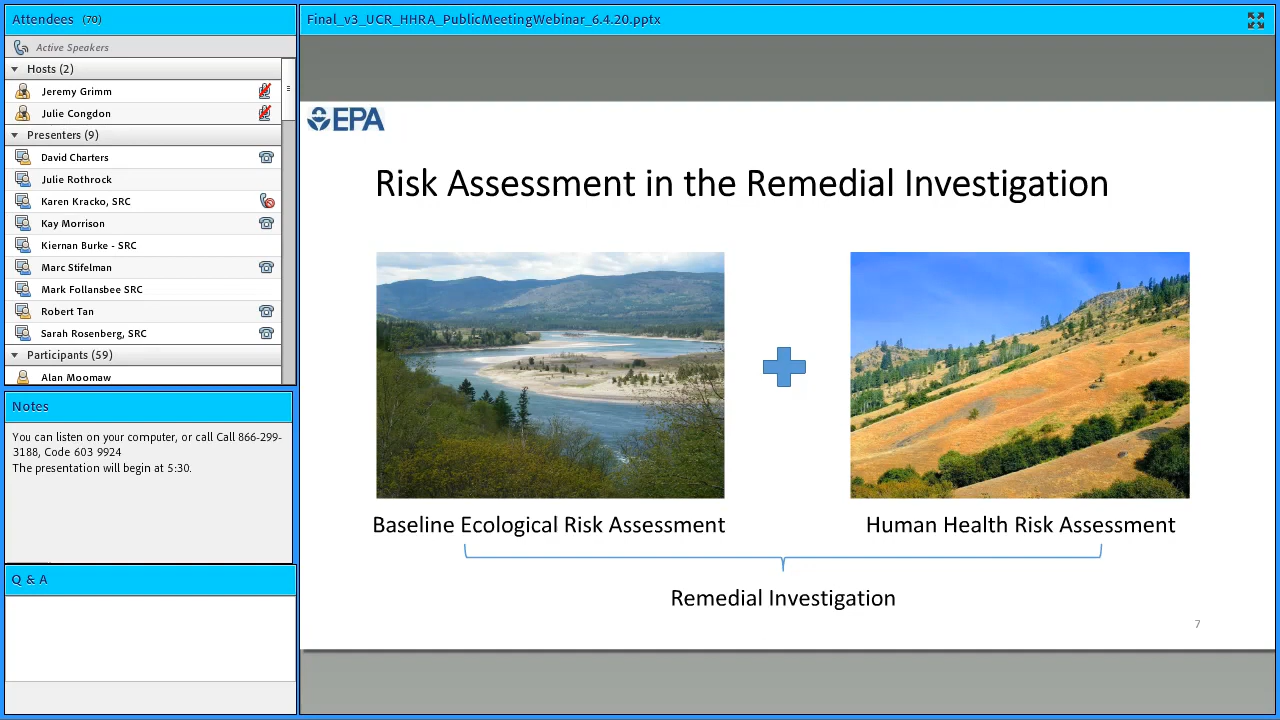 Attendees (70)
Active Speakers
Hosts (2)
Jeremy Grimm
Julie Congdon
Presenters (9)
David Charters
Julie Rothrock
Karen Kracko, SRC
Kay Morrison
Kiernan Burke - SRC
Marc Stifelman
Mark Follansbee SRC
Robert Tan
Sarah Rosenberg, SRC
Participants (59)
Alan Moomaw
Notes
You can listen on your computer, or call Call 866-299-
3188, Code 603 9924
The presentation will begin at 5:30.
Q & A
Final_v3_UCR_HHRA_PublicMeetingWebinar_6.4.20.pptx
EPA
Risk Assessment in the Remedial Investigation
Baseline Ecological Risk Assessment
Human Health Risk Assessment
Remedial Investigation
7